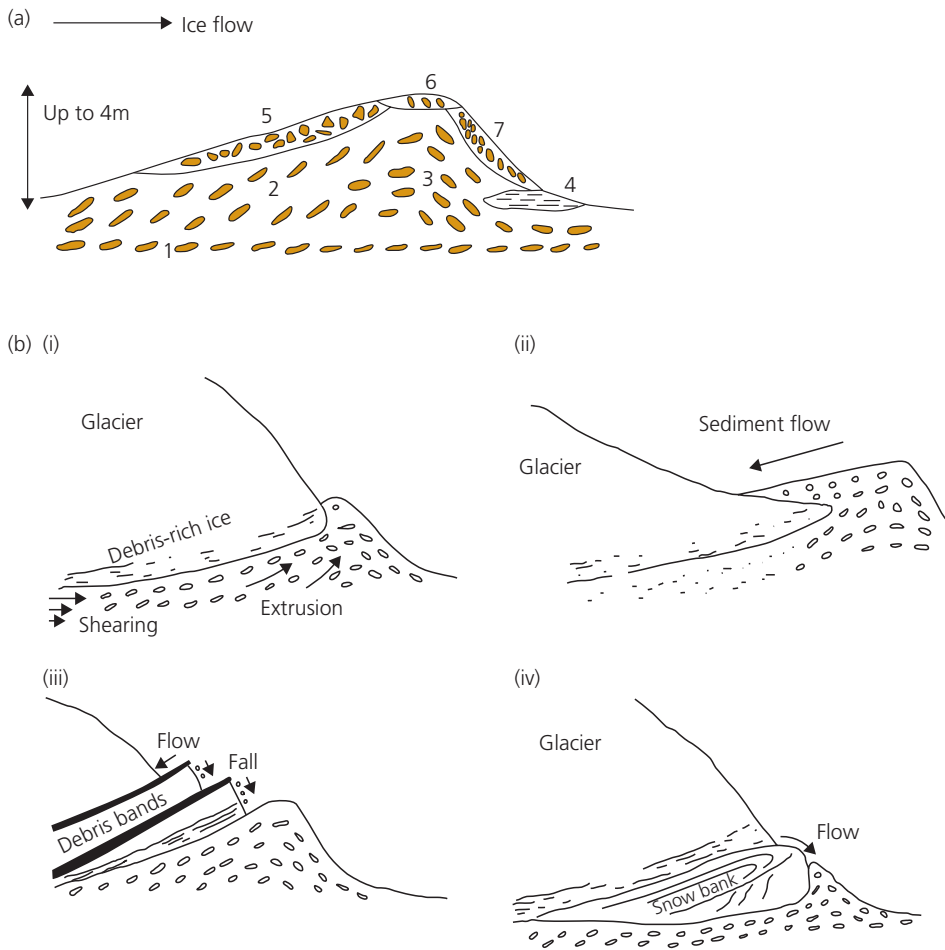 (a)
Ice flow
Up to 4m
6
5
7
2
3
4
1
(b) (i)
(ii)
Glacier
Sediment flow
Glacier
Debris-rich ice
Extrusion
Shearing
(iii)
(iv)
Flow
Fall
Glacier
Debris bands
Flow
Snow bank